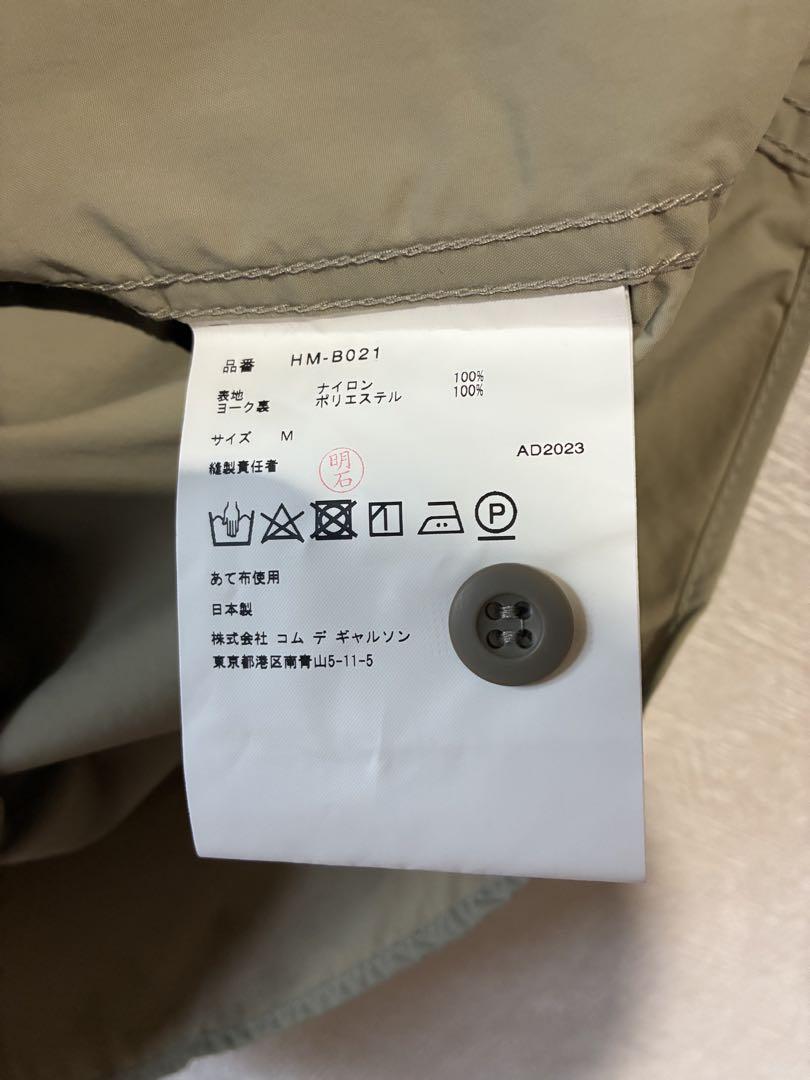 品番 HM-B021
表地 ナイロン 100%
ヨーク裏 ポリエステル 100%
サイズ M
AD2023
縫製責任者 明石
P
あて布使用
日本製
株式会社 コム デ ギャルソン
東京都港区南青山5-11-5